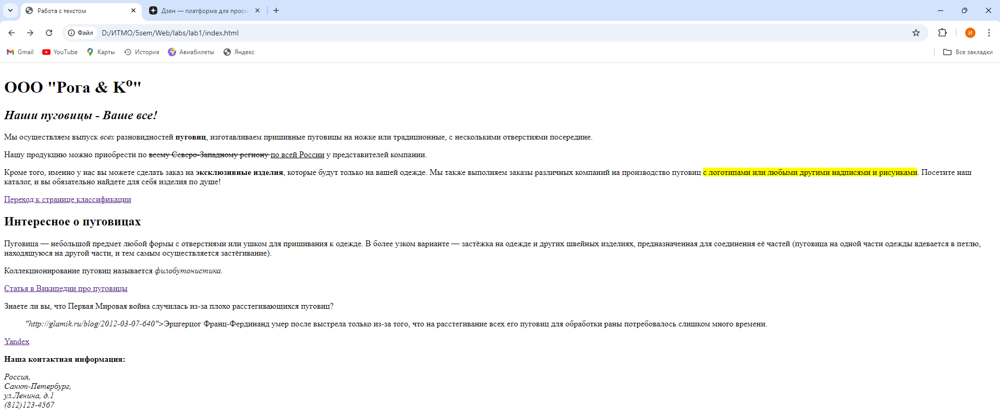 Работа с текстом
Дзен — платформа для просм
Файл
D:/ИТМО/5sem/Web/labs/lab1/index.html
И
Gmail
YouTube
Карты
История
Авиабилеты
Яндекс
Все закладки
ООО "Рога & Kº"
Наши пуговицы - Ваше все!
Мы осуществляем выпуск всех разновидностей пуговиц, изготавливаем пришивные пуговицы на ножке или традиционные, с несколькими отверстиями посередине.
Нашу продукцию можно приобрести по всему Северо-Западному региону по всей России у представителей компании.
Кроме того, именно у нас вы можете сделать заказ на эксклюзивные изделия, которые будут только на вашей одежде. Мы также выполняем заказы различных компаний на производство пуговиц с логотипами или любыми другими надписями и рисунками. Посетите наш
каталог, и вы обязательно найдете для себя изделия по душе!
Переход к странице классификации
Интересное о пуговицах
Пуговица — небольшой предмет любой формы с отверстиями или ушком для пришивания к одежде. В более узком варианте — застёжка на одежде и других швейных изделиях, предназначенная для соединения её частей (пуговица на одной части одежды вдевается в петлю,
находящуюся на другой части, и тем самым осуществляется застёгивание).
Коллекционирование пуговиц называется филобутонистика.
Статья в Википедии про пуговицы
Знаете ли вы, что Первая Мировая война случилась из-за плохо расстегивающихся пуговиц?
"http://glamik.ru/blog/2012-03-07-640">Эрцгерцог Франц-Фердинанд умер после выстрела только из-за того, что на расстегивание всех его пуговиц для обработки раны потребовалось слишком много времени.
Yandex
Наша контактная информация:
Россия,
Санкт-Петербург,
ул.Ленина, д.1
(812)123-4567